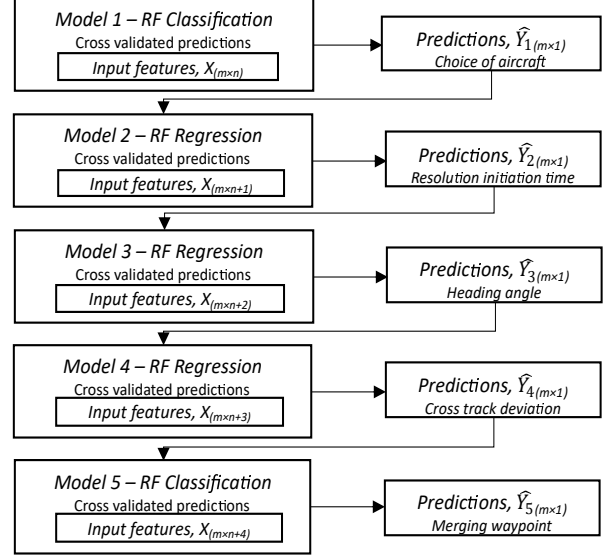 Model 1 – RF Classification
Cross validated predictions
Input features, X(m×n)
Predictions, Ŷ1(m×1)
Choice of aircraft
Model 2 – RF Regression
Cross validated predictions
Input features, X(m×n+1)
Predictions, Ŷ2(m×1)
Resolution initiation time
Model 3 – RF Regression
Cross validated predictions
Input features, X(m×n+2)
Predictions, Ŷ3(m×1)
Heading angle
Model 4 – RF Regression
Cross validated predictions
Input features, X(m×n+3)
Predictions, Ŷ4(m×1)
Cross track deviation
Model 5 – RF Classification
Cross validated predictions
Input features, X(m×n+4)
Predictions, Ŷ5(m×1)
Merging waypoint